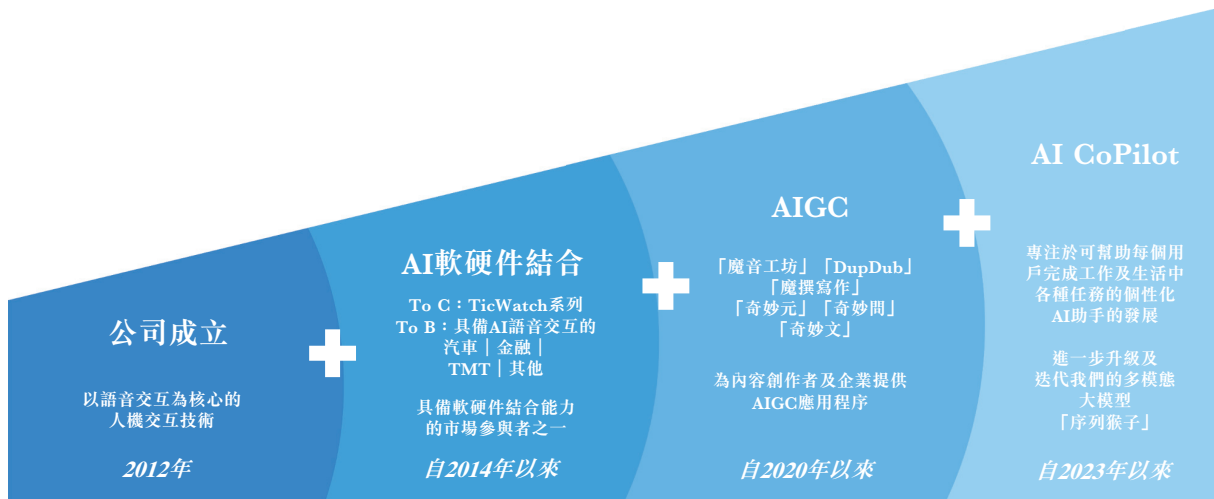 公司成立
以語音交互為核心的
人機交互技術
2012年
AI軟硬件結合
To C：TicWatch系列
To B：具備AI語音交互的
汽車｜金融｜
TMT｜其他
具備軟硬件結合能力
的市場參與者之一
自2014年以來
AIGC
「魔音工坊」「DupDub」
「魔撰寫作」
「奇妙元」「奇妙問」
「奇妙文」
為內容創作者及企業提供
AIGC應用程序
自2020年以來
AI CoPilot
專注於可幫助每個用
戶完成工作及生活中
各種任務的個性化
AI助手的發展
進一步升級及
迭代我們的多模態
大模型
「序列猴子」
自2023年以來